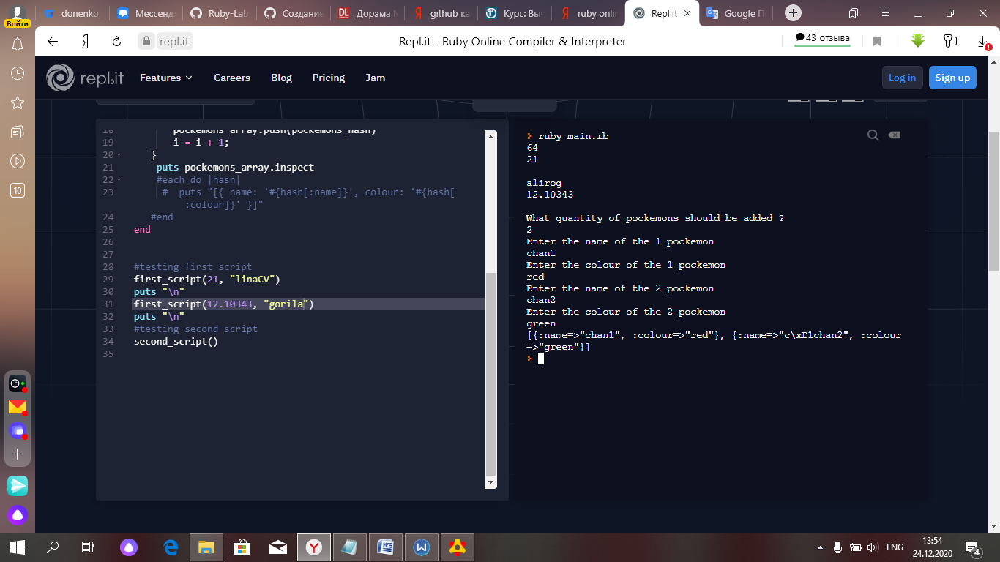 donenko_
Мессенд
Ruby-Lab
Создание
Дорама М
github ка
Курс: Вы
ruby onlin
Repl.it
Google П
Войти
repl.it
Repl.it - Ruby Online Compiler & Interpreter
43 отзыва
repl.it
Features
Careers
Blog
Pricing
Jam
Log in
Sign up
10
18 pockemons_array.push(pockemons_hash)
19 i = i + 1;
20 }
21 puts pockemons_array.inspect
22 #each do |hash|
23 # puts "[{ name: '#{hash[:name]}', colour: '#{hash[
:colour]}' }]"
24 #end
25 end
26
27
28 #testing first script
29 first_script(21, "linaCV")
30 puts "\n"
31 first_script(12.10343, "gorila")
32 puts "\n"
33 #testing second script
34 second_script()
35
ruby main.rb
64
21
alirog
12.10343
What quantity of pockemons should be added ?
2
Enter the name of the 1 pockemon
chan1
Enter the colour of the 1 pockemon
red
Enter the name of the 2 pockemon
chan2
Enter the colour of the 2 pockemon
green
[{:name=>"chan1", :colour=>"red"}, {:name=>"c\xD1chan2", :colour
=>"green"}]
ENG
13:54
24.12.2020
4